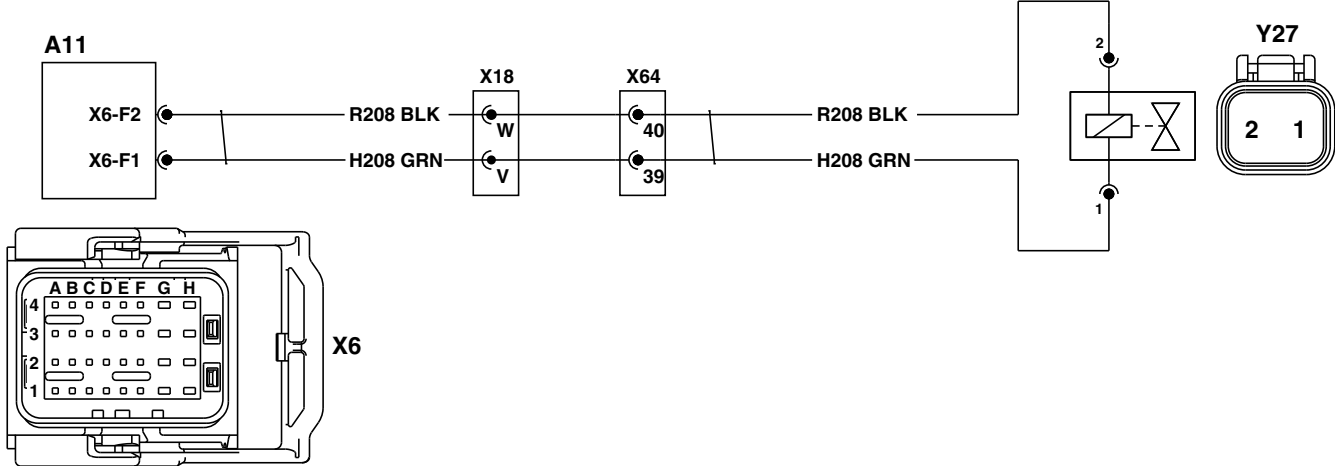 A11
X6-F2
X6-F1
R208 BLK
H208 GRN
X18
W
V
X64
40
39
R208 BLK
H208 GRN
2
1
Y27
2 1
A B C D E F G H
4
3
2
1
X6